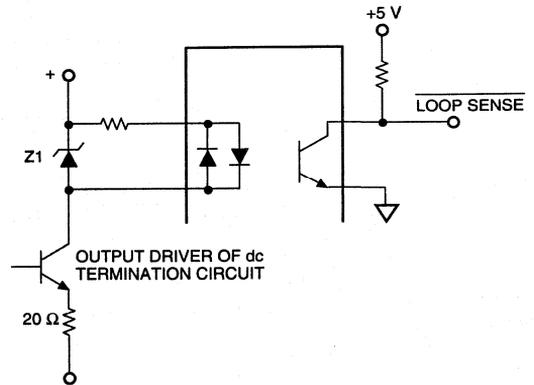 +5 V
+
LOOP SENSE
Z1
OUTPUT DRIVER OF dc
TERMINATION CIRCUIT
20 Ω